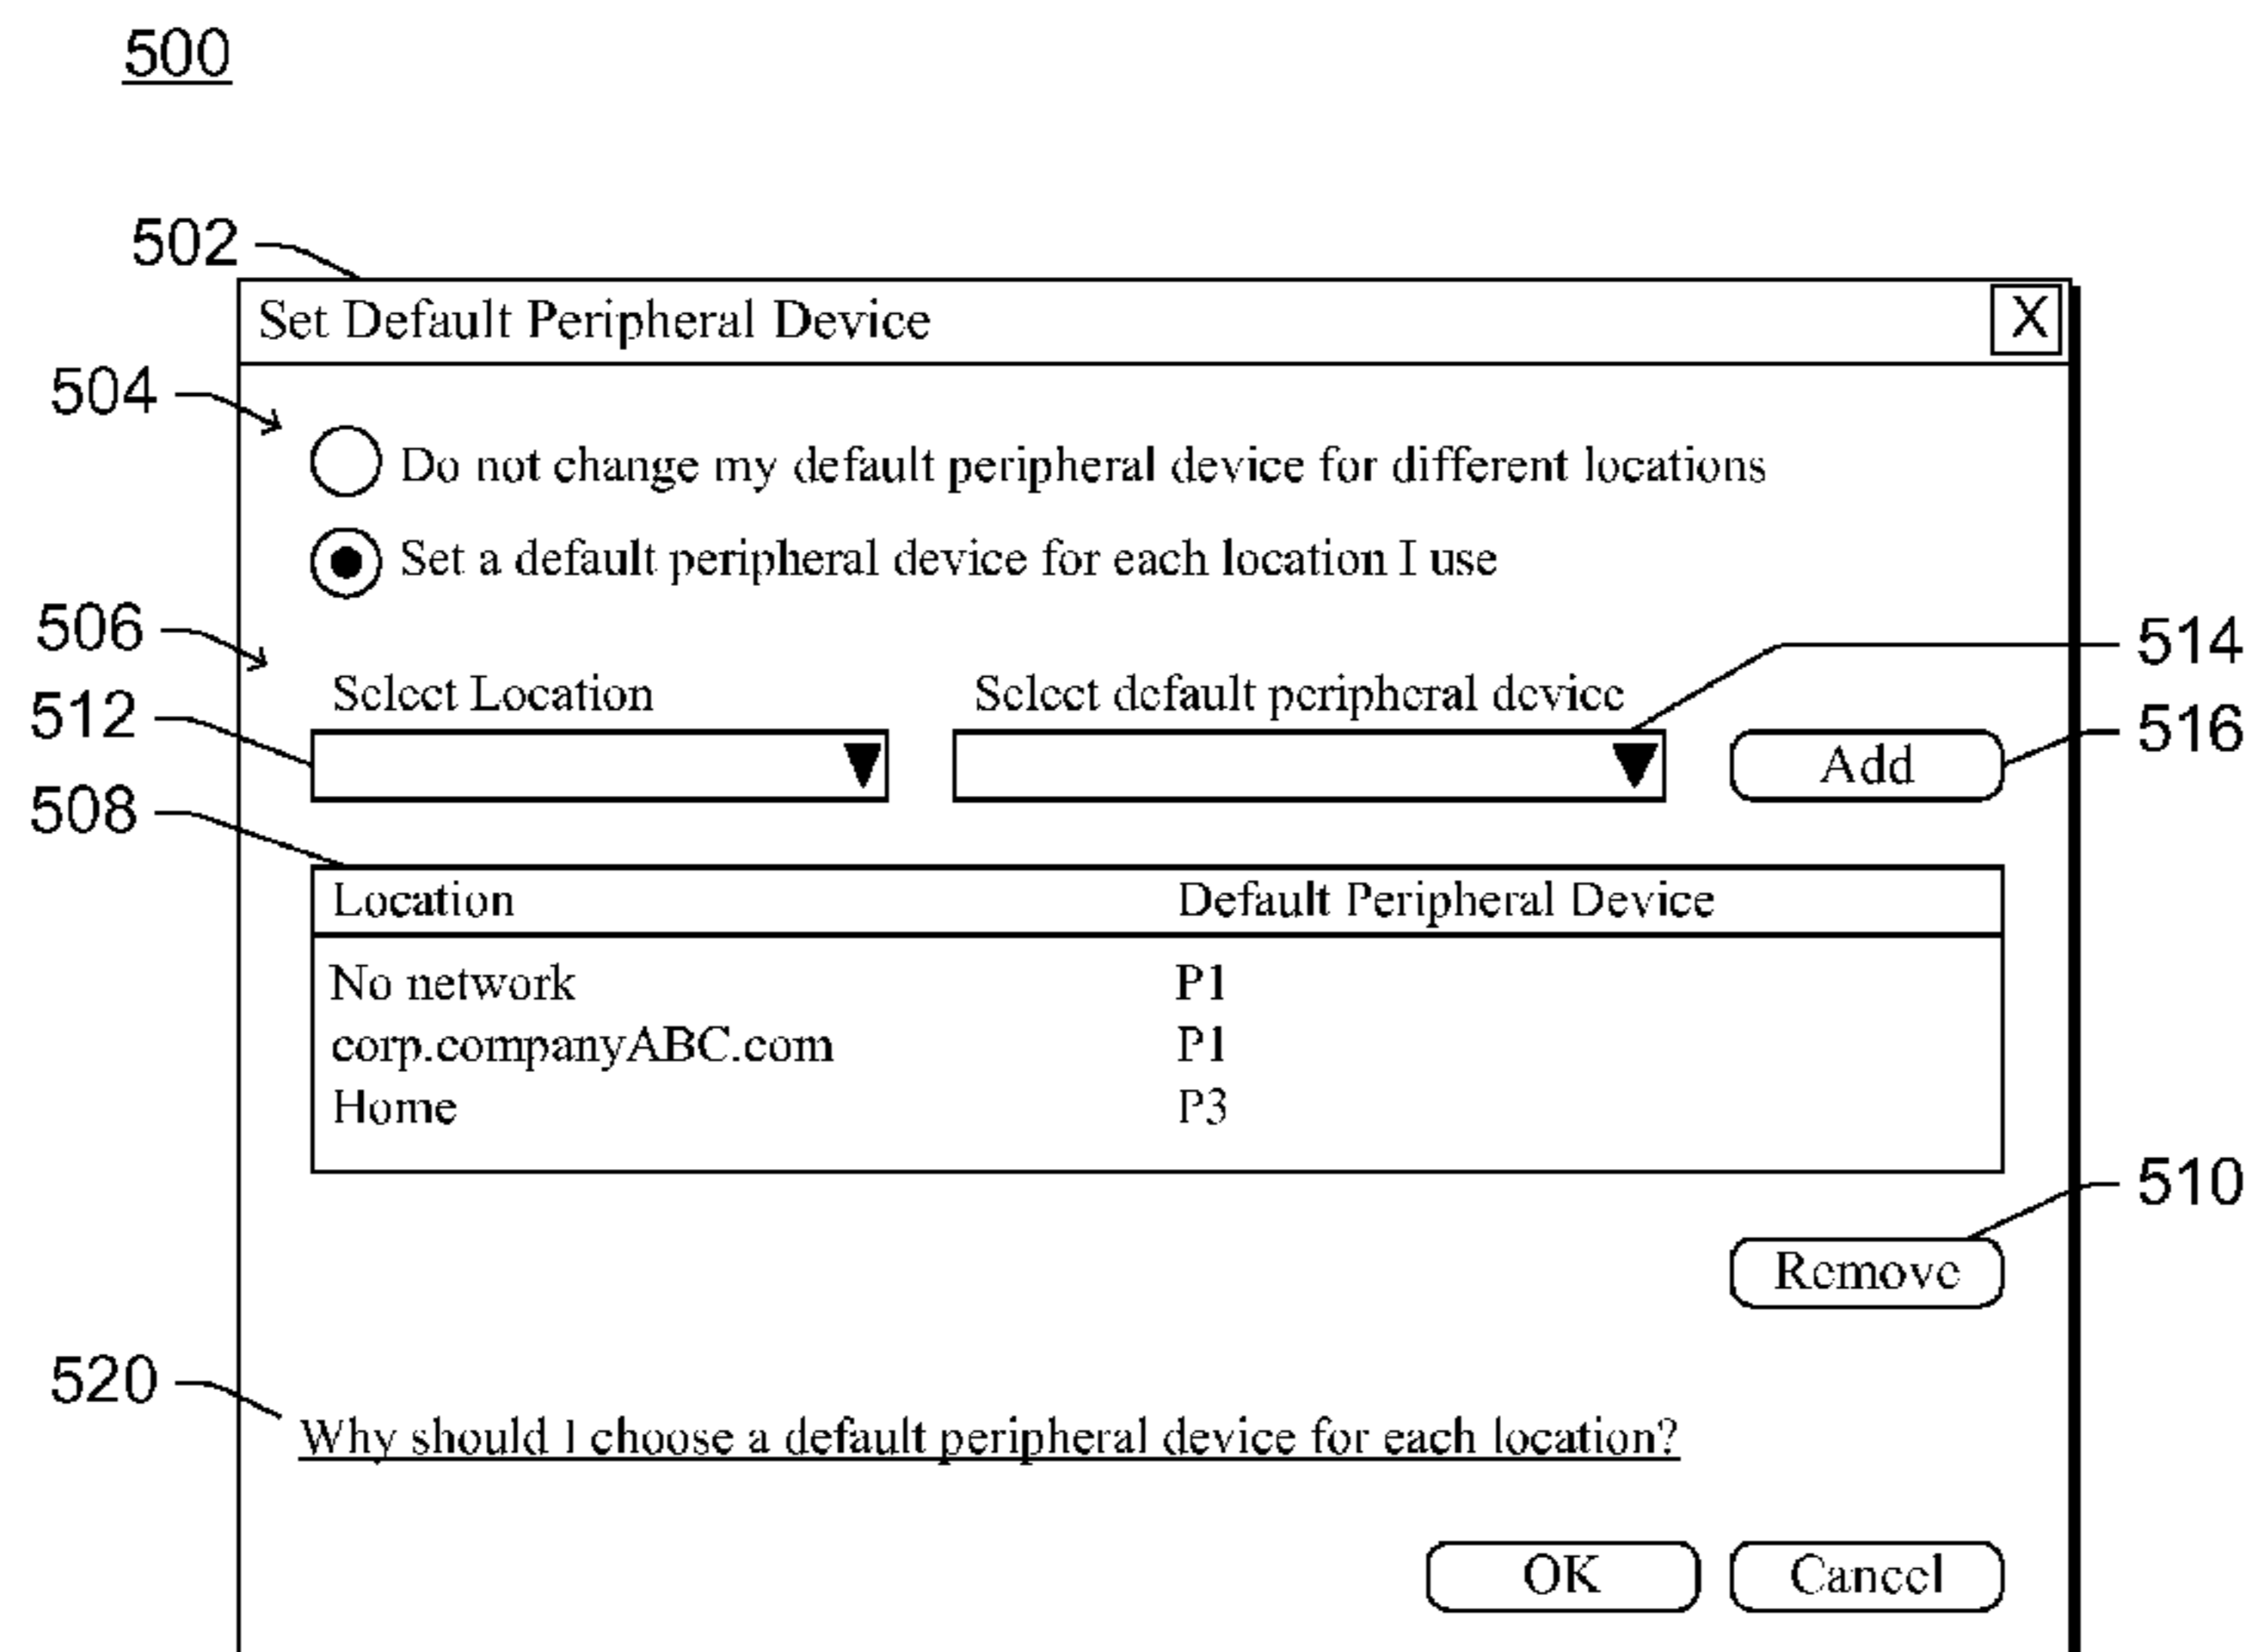 500
502
Set Default Peripheral Device X
504
Do not change my default peripheral device for different locations
Set a default peripheral device for each location I use
506
514
Select Location Select default peripheral device
512
516
Add
508
Location Default Peripheral Device
No network P1
corp.companyABC.com P1
Home P3
510
Remove
520
Why should I choose a default peripheral device for each location?
OK Cancel